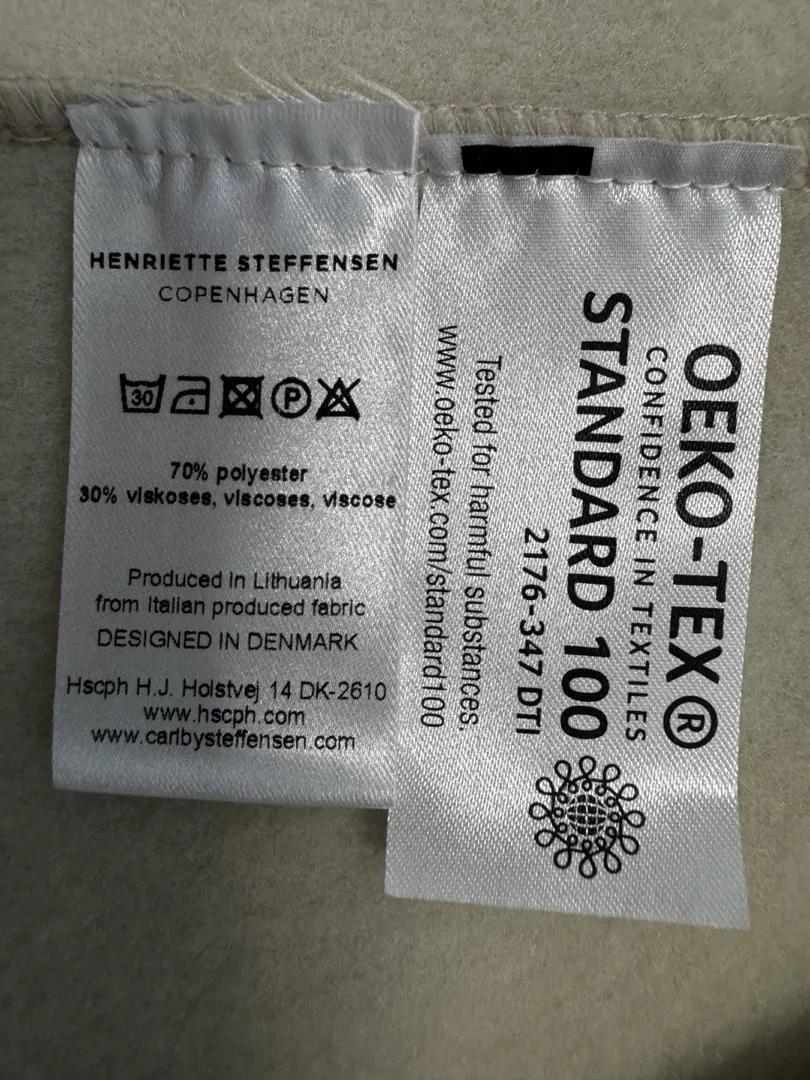 HENRIETTE STEFFENSEN
COPENHAGEN
30 P
70% polyester
30% viskoses, viscoses, viscose
Produced in Lithuania
from Italian produced fabric
DESIGNED IN DENMARK
Hscph H.J. Holstvej 14 DK-2610
www.hscph.com
www.carlbysteffensen.com
OEKO-TEX®
CONFIDENCE IN TEXTILES
STANDARD 100
2176-347 DTI
Tested for harmful substances.
www.oeko-tex.com/standard100